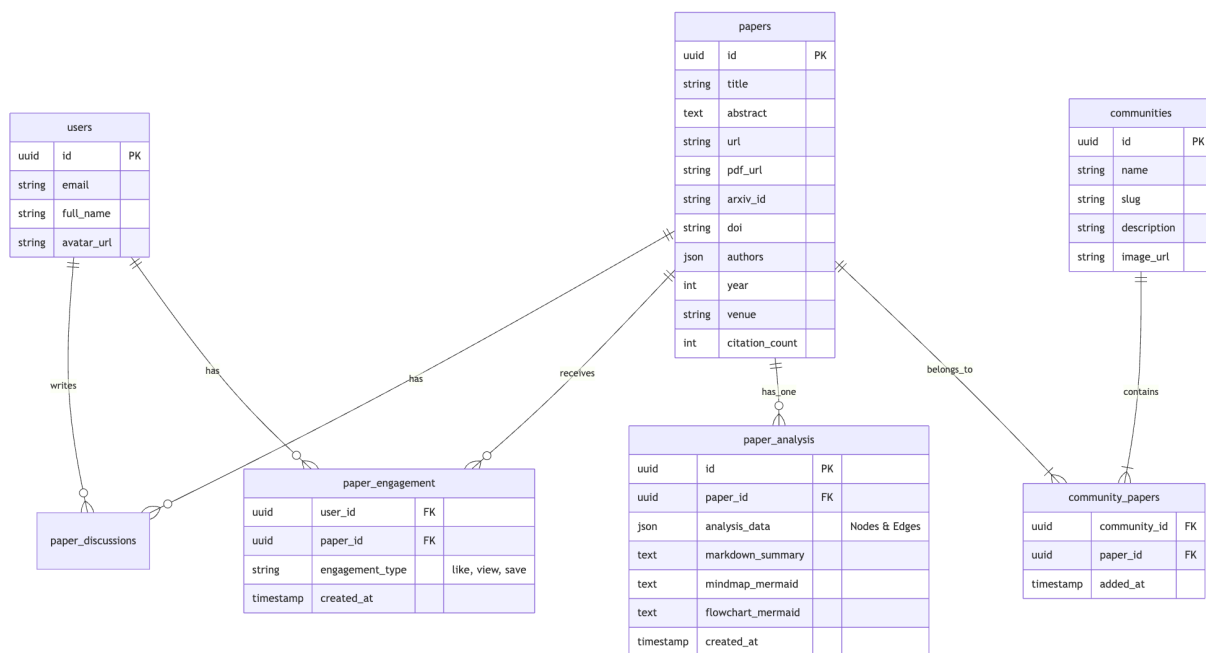 papers
uuid id PK
string title
text abstract
string url
string pdf_url
string arxiv_id
string doi
json authors
int year
string venue
int citation_count
users
uuid id PK
string email
string full_name
string avatar_url
communities
uuid id PK
string name
string slug
string description
string image_url
writes
has
has
receives
has_one
belongs_to
contains
paper_discussions
paper_engagement
uuid user_id FK
uuid paper_id FK
string engagement_type like, view, save
timestamp created_at
paper_analysis
uuid id PK
uuid paper_id FK
json analysis_data Nodes & Edges
text markdown_summary
text mindmap_mermaid
text flowchart_mermaid
timestamp created_at
community_papers
uuid community_id FK
uuid paper_id FK
timestamp added_at